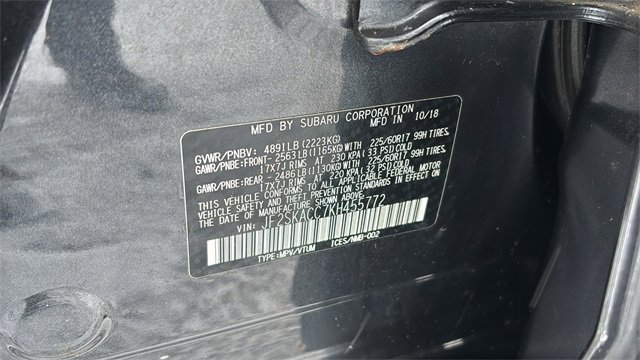 MFD BY SUBARU CORPORATION MADE IN 10/18
GVWR/PNBV: 4891LB(2223KG)
GAWR/PNBE:FRONT- 2563LB(1165KG)WITH 225/60R17 99H TIRES,
17X7J RIMS AT 230 KPA(33 PSI)COLD
GAWR/PNBE:REAR - 2486LB(1130KG)WITH 225/60R17 99H TIRES,
17X7J RIMS AT 220 KPA(32 PSI)COLD
THIS VEHICLE CONFORMS TO ALL APPLICABLE FEDERAL MOTOR
VEHICLE SAFETY AND THEFT PREVENTION STANDARDS IN EFFECT ON
THE DATE OF MANUFACTURE SHOWN ABOVE.
VIN: JF2SKACC7KH455772
TYPE:MPV/VTUM ICES/NMB-002